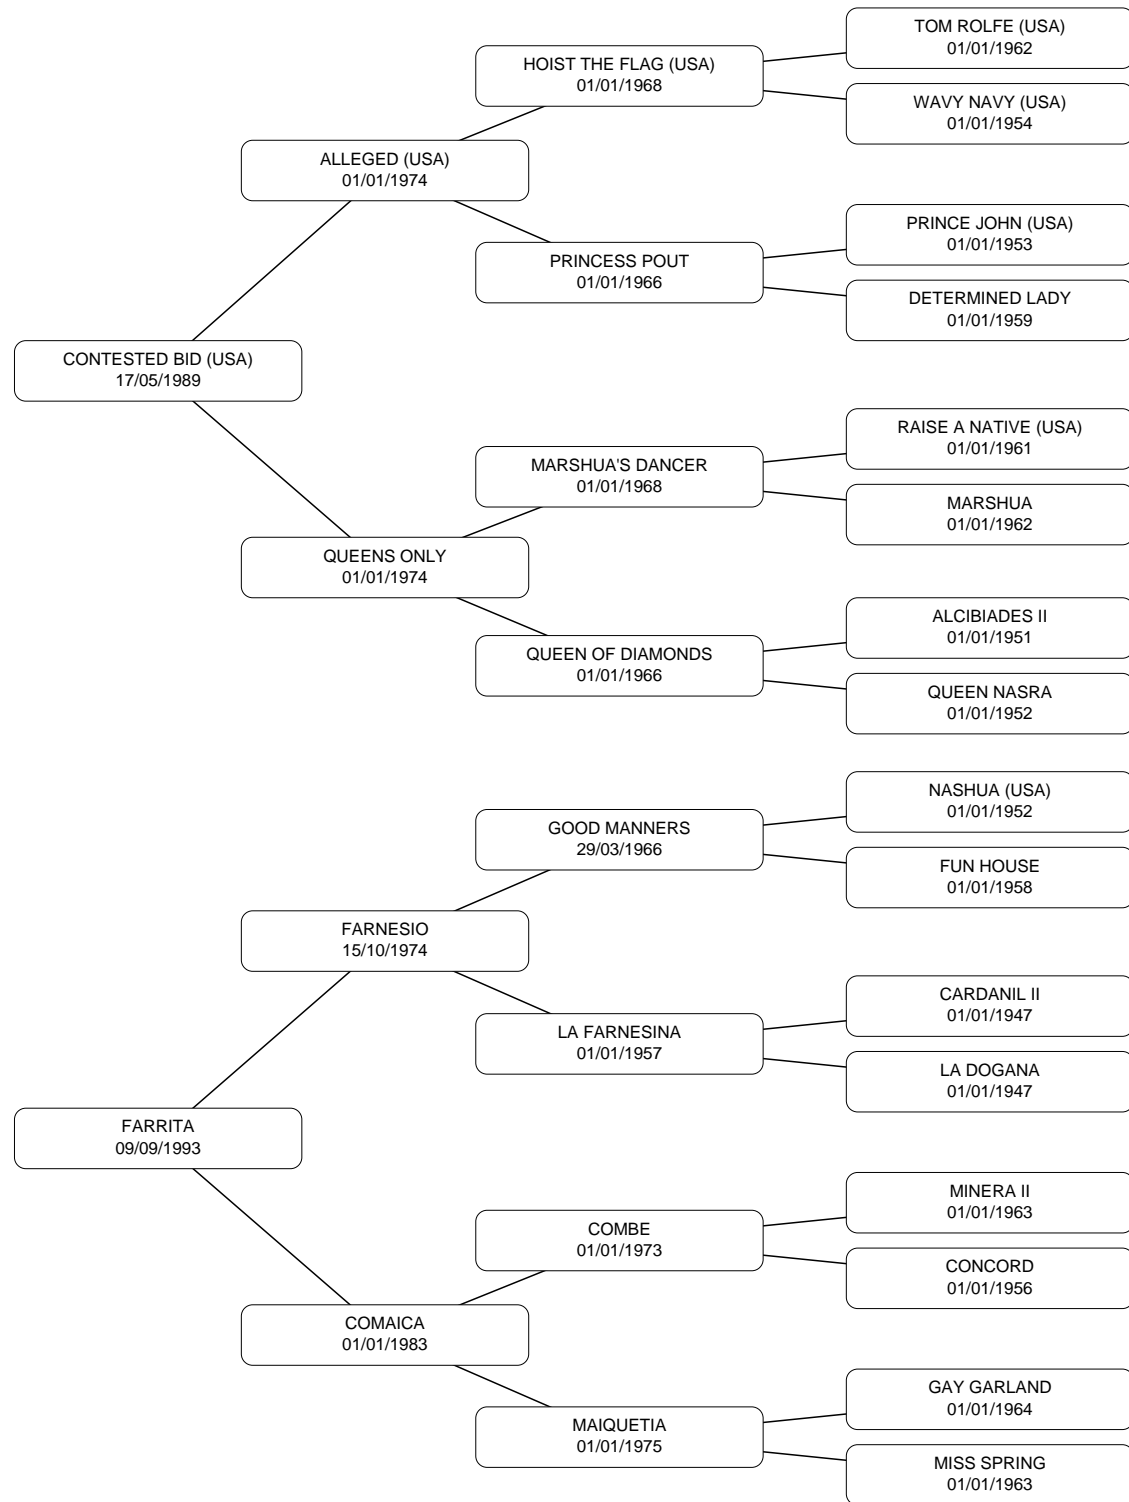 TOM ROLFE (USA)
01/01/1962
HOIST THE FLAG (USA)
01/01/1968
WAVY NAVY (USA)
01/01/1954
ALLEGED (USA)
01/01/1974
PRINCE JOHN (USA)
01/01/1953
PRINCESS POUT
01/01/1966
DETERMINED LADY
01/01/1959
CONTESTED BID (USA)
17/05/1989
RAISE A NATIVE (USA)
01/01/1961
MARSHUA'S DANCER
01/01/1968
MARSHUA
01/01/1962
QUEENS ONLY
01/01/1974
ALCIBIADES II
01/01/1951
QUEEN OF DIAMONDS
01/01/1966
QUEEN NASRA
01/01/1952
NASHUA (USA)
01/01/1952
GOOD MANNERS
29/03/1966
FUN HOUSE
01/01/1958
FARNESIO
15/10/1974
CARDANIL II
01/01/1947
LA FARNESINA
01/01/1957
LA DOGANA
01/01/1947
FARRITA
09/09/1993
MINERA II
01/01/1963
COMBE
01/01/1973
CONCORD
01/01/1956
COMAICA
01/01/1983
GAY GARLAND
01/01/1964
MAIQUETIA
01/01/1975
MISS SPRING
01/01/1963